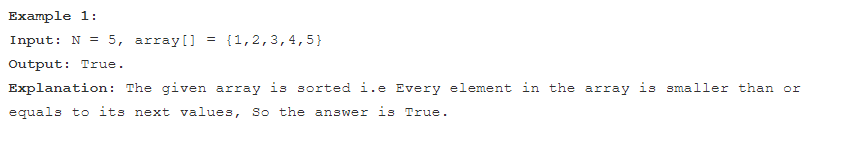 Example 1:
Input: N = 5, array[] = {1,2,3,4,5}
Output: True.
Explanation: The given array is sorted i.e Every element in the array is smaller than or
equals to its next values, So the answer is True.